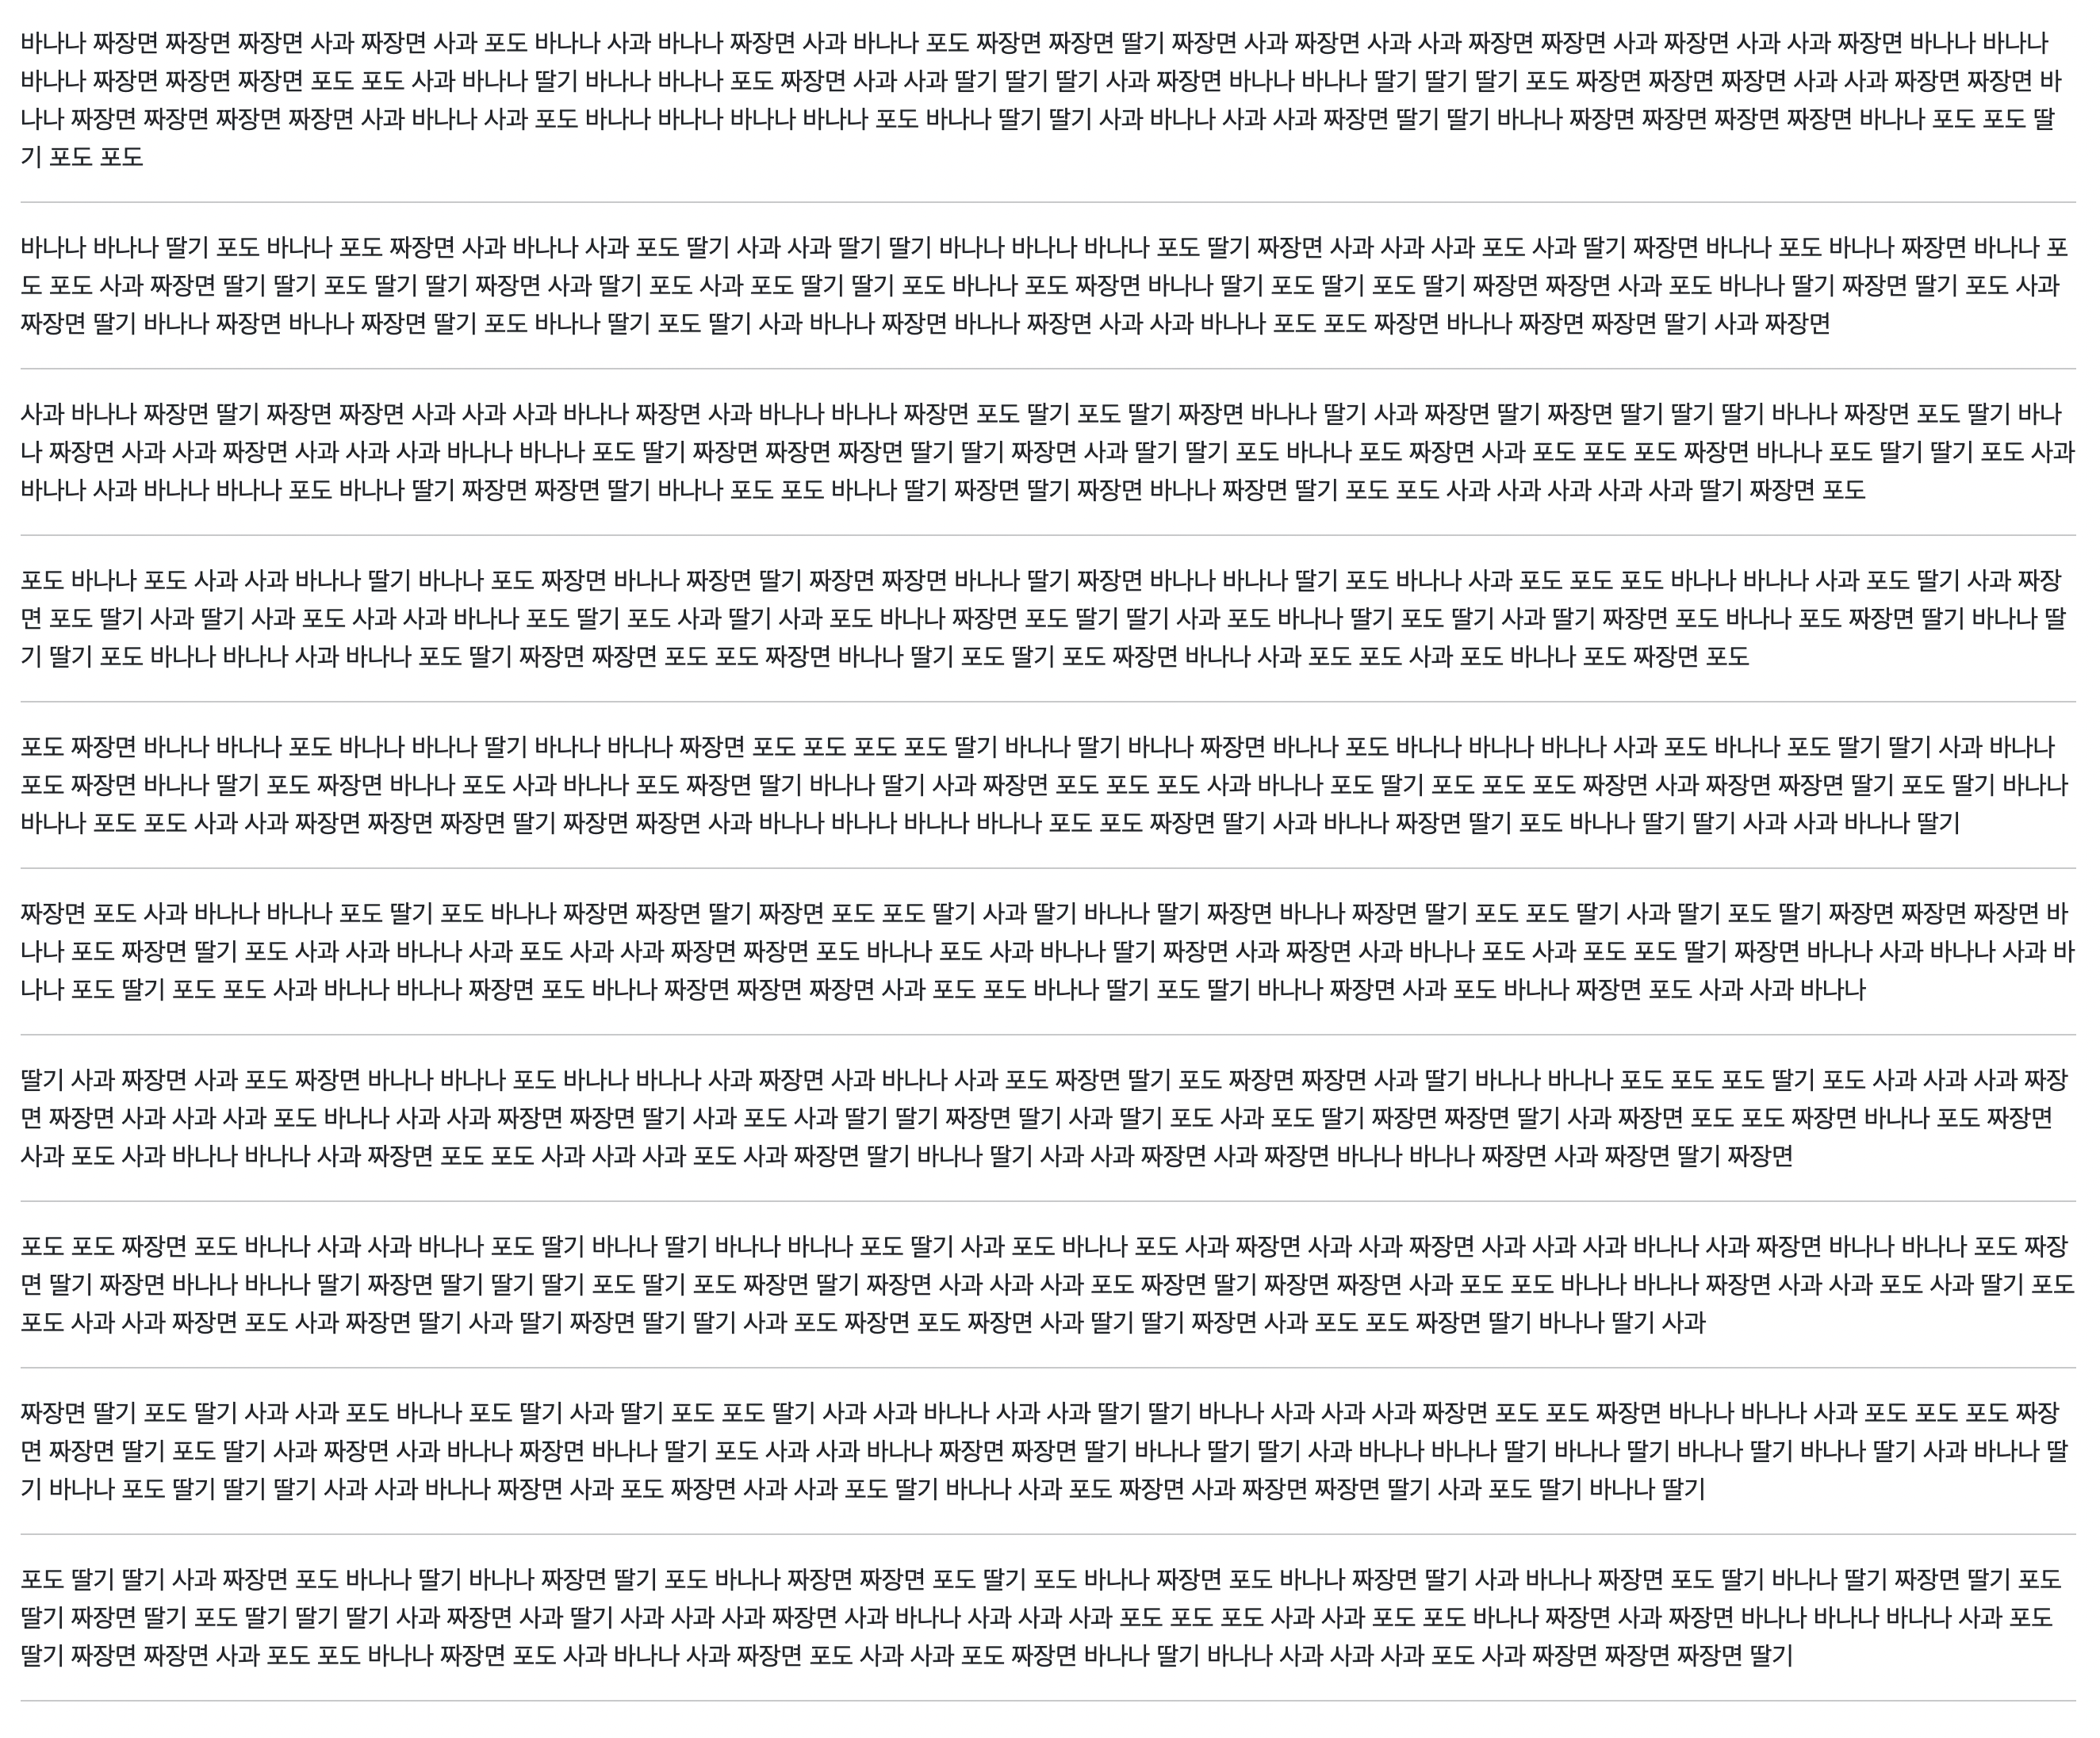 바나나 짜장면 짜장면 짜장면 사과 짜장면 사과 포도 바나나 사과 바나나 짜장면 사과 바나나 포도 짜장면 짜장면 딸기 짜장면 사과 짜장면 사과 사과 짜장면 짜장면 사과 짜장면 사과 사과 짜장면 바나나 바나나
바나나 짜장면 짜장면 짜장면 포도 포도 사과 바나나 딸기 바나나 바나나 포도 짜장면 사과 사과 딸기 딸기 딸기 사과 짜장면 바나나 바나나 딸기 딸기 딸기 포도 짜장면 짜장면 짜장면 사과 사과 짜장면 짜장면 바
나나 짜장면 짜장면 짜장면 짜장면 사과 바나나 사과 포도 바나나 바나나 바나나 바나나 포도 바나나 딸기 딸기 사과 바나나 사과 사과 짜장면 딸기 딸기 바나나 짜장면 짜장면 짜장면 짜장면 바나나 포도 포도 딸
기 포도 포도
바나나 바나나 딸기 포도 바나나 포도 짜장면 사과 바나나 사과 포도 딸기 사과 사과 딸기 딸기 바나나 바나나 바나나 포도 딸기 짜장면 사과 사과 사과 포도 사과 딸기 짜장면 바나나 포도 바나나 짜장면 바나나 포
도 포도 사과 짜장면 딸기 딸기 포도 딸기 딸기 짜장면 사과 딸기 포도 사과 포도 딸기 딸기 포도 바나나 포도 짜장면 바나나 딸기 포도 딸기 포도 딸기 짜장면 짜장면 사과 포도 바나나 딸기 짜장면 딸기 포도 사과
짜장면 딸기 바나나 짜장면 바나나 짜장면 딸기 포도 바나나 딸기 포도 딸기 사과 바나나 짜장면 바나나 짜장면 사과 사과 바나나 포도 포도 짜장면 바나나 짜장면 짜장면 딸기 사과 짜장면
사과 바나나 짜장면 딸기 짜장면 짜장면 사과 사과 사과 바나나 짜장면 사과 바나나 바나나 짜장면 포도 딸기 포도 딸기 짜장면 바나나 딸기 사과 짜장면 딸기 짜장면 딸기 딸기 딸기 바나나 짜장면 포도 딸기 바나
나 짜장면 사과 사과 짜장면 사과 사과 사과 바나나 바나나 포도 딸기 짜장면 짜장면 짜장면 딸기 딸기 짜장면 사과 딸기 딸기 포도 바나나 포도 짜장면 사과 포도 포도 포도 짜장면 바나나 포도 딸기 딸기 포도 사과
바나나 사과 바나나 바나나 포도 바나나 딸기 짜장면 짜장면 딸기 바나나 포도 포도 바나나 딸기 짜장면 딸기 짜장면 바나나 짜장면 딸기 포도 포도 사과 사과 사과 사과 사과 딸기 짜장면 포도
포도 바나나 포도 사과 사과 바나나 딸기 바나나 포도 짜장면 바나나 짜장면 딸기 짜장면 짜장면 바나나 딸기 짜장면 바나나 바나나 딸기 포도 바나나 사과 포도 포도 포도 바나나 바나나 사과 포도 딸기 사과 짜장
면 포도 딸기 사과 딸기 사과 포도 사과 사과 바나나 포도 딸기 포도 사과 딸기 사과 포도 바나나 짜장면 포도 딸기 딸기 사과 포도 바나나 딸기 포도 딸기 사과 딸기 짜장면 포도 바나나 포도 짜장면 딸기 바나나 딸
기 딸기 포도 바나나 바나나 사과 바나나 포도 딸기 짜장면 짜장면 포도 포도 짜장면 바나나 딸기 포도 딸기 포도 짜장면 바나나 사과 포도 포도 사과 포도 바나나 포도 짜장면 포도
포도 짜장면 바나나 바나나 포도 바나나 바나나 딸기 바나나 바나나 짜장면 포도 포도 포도 포도 딸기 바나나 딸기 바나나 짜장면 바나나 포도 바나나 바나나 바나나 사과 포도 바나나 포도 딸기 딸기 사과 바나나
포도 짜장면 바나나 딸기 포도 짜장면 바나나 포도 사과 바나나 포도 짜장면 딸기 바나나 딸기 사과 짜장면 포도 포도 포도 사과 바나나 포도 딸기 포도 포도 포도 짜장면 사과 짜장면 짜장면 딸기 포도 딸기 바나나
바나나 포도 포도 사과 사과 짜장면 짜장면 짜장면 딸기 짜장면 짜장면 사과 바나나 바나나 바나나 바나나 포도 포도 짜장면 딸기 사과 바나나 짜장면 딸기 포도 바나나 딸기 딸기 사과 사과 바나나 딸기
짜장면 포도 사과 바나나 바나나 포도 딸기 포도 바나나 짜장면 짜장면 딸기 짜장면 포도 포도 딸기 사과 딸기 바나나 딸기 짜장면 바나나 짜장면 딸기 포도 포도 딸기 사과 딸기 포도 딸기 짜장면 짜장면 짜장면 바
나나 포도 짜장면 딸기 포도 사과 사과 바나나 사과 포도 사과 사과 짜장면 짜장면 포도 바나나 포도 사과 바나나 딸기 짜장면 사과 짜장면 사과 바나나 포도 사과 포도 포도 딸기 짜장면 바나나 사과 바나나 사과 바
나나 포도 딸기 포도 포도 사과 바나나 바나나 짜장면 포도 바나나 짜장면 짜장면 짜장면 사과 포도 포도 바나나 딸기 포도 딸기 바나나 짜장면 사과 포도 바나나 짜장면 포도 사과 사과 바나나
딸기 사과 짜장면 사과 포도 짜장면 바나나 바나나 포도 바나나 바나나 사과 짜장면 사과 바나나 사과 포도 짜장면 딸기 포도 짜장면 짜장면 사과 딸기 바나나 바나나 포도 포도 포도 딸기 포도 사과 사과 사과 짜장
면 짜장면 사과 사과 사과 포도 바나나 사과 사과 짜장면 짜장면 딸기 사과 포도 사과 딸기 딸기 짜장면 딸기 사과 딸기 포도 사과 포도 딸기 짜장면 짜장면 딸기 사과 짜장면 포도 포도 짜장면 바나나 포도 짜장면
사과 포도 사과 바나나 바나나 사과 짜장면 포도 포도 사과 사과 사과 포도 사과 짜장면 딸기 바나나 딸기 사과 사과 짜장면 사과 짜장면 바나나 바나나 짜장면 사과 짜장면 딸기 짜장면
포도 포도 짜장면 포도 바나나 사과 사과 바나나 포도 딸기 바나나 딸기 바나나 바나나 포도 딸기 사과 포도 바나나 포도 사과 짜장면 사과 사과 짜장면 사과 사과 사과 바나나 사과 짜장면 바나나 바나나 포도 짜장
면 딸기 짜장면 바나나 바나나 딸기 짜장면 딸기 딸기 딸기 포도 딸기 포도 짜장면 딸기 짜장면 사과 사과 사과 포도 짜장면 딸기 짜장면 짜장면 사과 포도 포도 바나나 바나나 짜장면 사과 사과 포도 사과 딸기 포도
포도 사과 사과 짜장면 포도 사과 짜장면 딸기 사과 딸기 짜장면 딸기 딸기 사과 포도 짜장면 포도 짜장면 사과 딸기 딸기 짜장면 사과 포도 포도 짜장면 딸기 바나나 딸기 사과
짜장면 딸기 포도 딸기 사과 사과 포도 바나나 포도 딸기 사과 딸기 포도 포도 딸기 사과 사과 바나나 사과 사과 딸기 딸기 바나나 사과 사과 사과 짜장면 포도 포도 짜장면 바나나 바나나 사과 포도 포도 포도 짜장
면 짜장면 딸기 포도 딸기 사과 짜장면 사과 바나나 짜장면 바나나 딸기 포도 사과 사과 바나나 짜장면 짜장면 딸기 바나나 딸기 딸기 사과 바나나 바나나 딸기 바나나 딸기 바나나 딸기 바나나 딸기 사과 바나나 딸
기 바나나 포도 딸기 딸기 딸기 사과 사과 바나나 짜장면 사과 포도 짜장면 사과 사과 포도 딸기 바나나 사과 포도 짜장면 사과 짜장면 짜장면 딸기 사과 포도 딸기 바나나 딸기
포도 딸기 딸기 사과 짜장면 포도 바나나 딸기 바나나 짜장면 딸기 포도 바나나 짜장면 짜장면 포도 딸기 포도 바나나 짜장면 포도 바나나 짜장면 딸기 사과 바나나 짜장면 포도 딸기 바나나 딸기 짜장면 딸기 포도
딸기 짜장면 딸기 포도 딸기 딸기 딸기 사과 짜장면 사과 딸기 사과 사과 사과 짜장면 사과 바나나 사과 사과 사과 포도 포도 포도 사과 사과 포도 포도 바나나 짜장면 사과 짜장면 바나나 바나나 바나나 사과 포도
딸기 짜장면 짜장면 사과 포도 포도 바나나 짜장면 포도 사과 바나나 사과 짜장면 포도 사과 사과 포도 짜장면 바나나 딸기 바나나 사과 사과 사과 포도 사과 짜장면 짜장면 짜장면 딸기